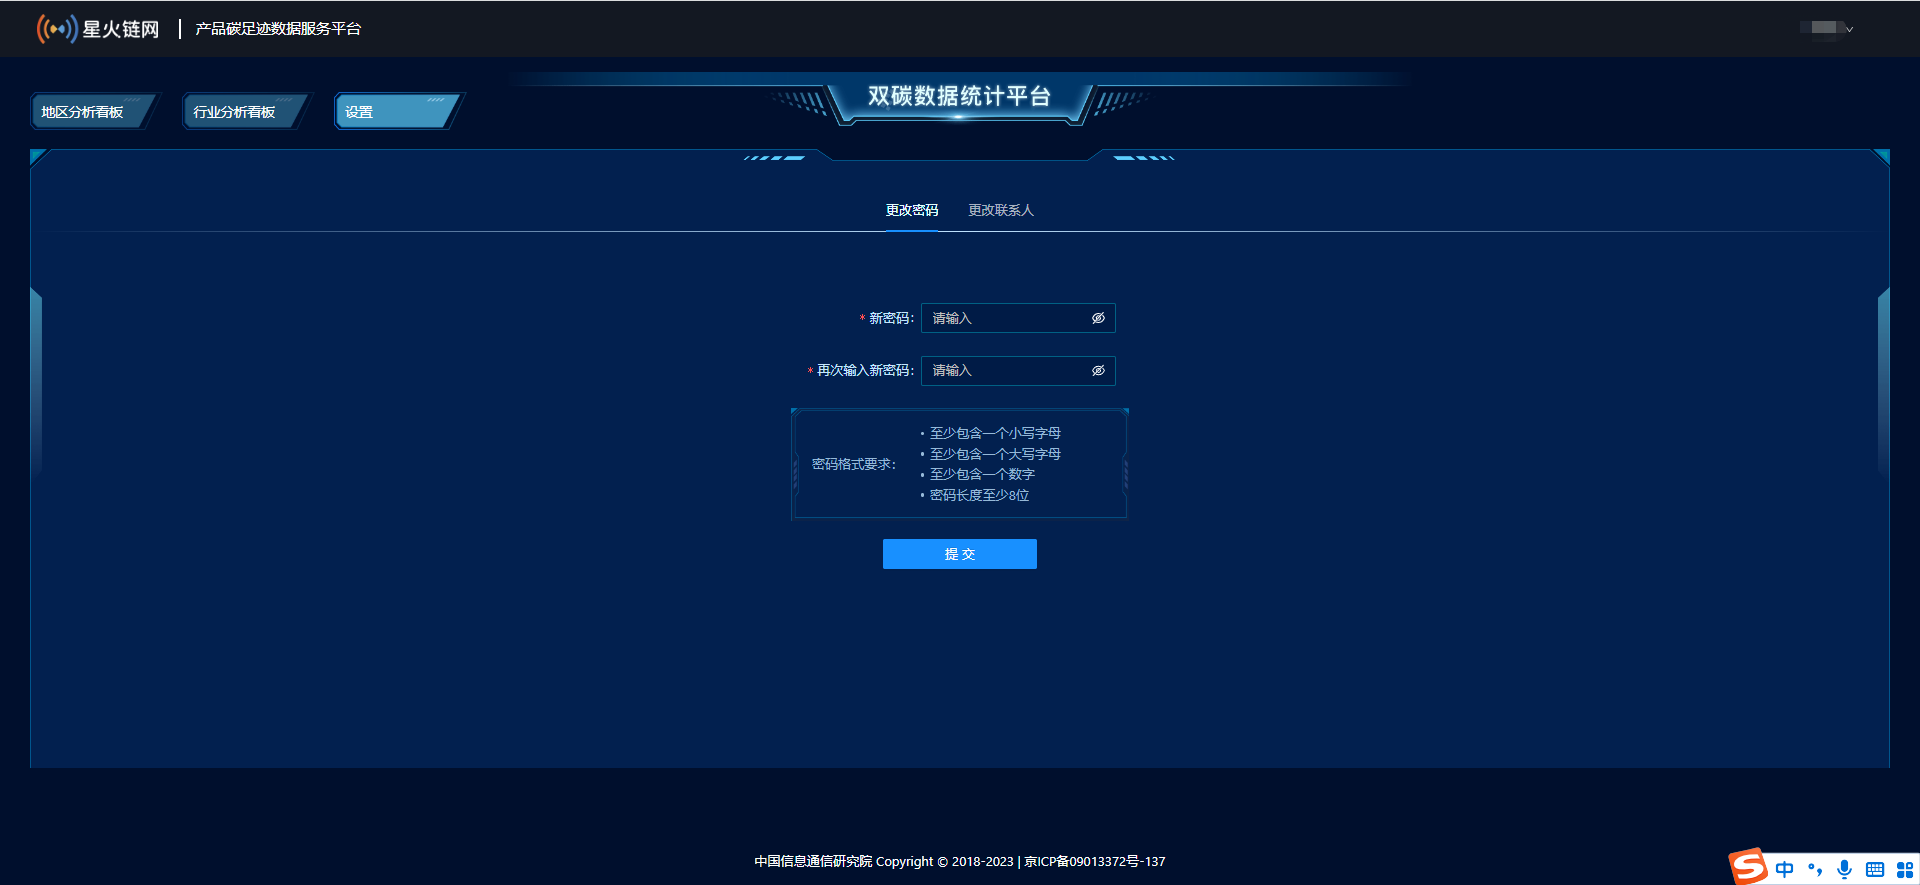 星火链网 | 产品碳足迹数据服务平台
地区分析看板
行业分析看板
设置
双碳数据统计平台
更改密码
更改联系人
* 新密码: 请输入
* 再次输入新密码: 请输入
密码格式要求:
• 至少包含一个小写字母
• 至少包含一个大写字母
• 至少包含一个数字
• 密码长度至少8位
提 交
中国信息通信研究院 Copyright © 2018-2023 | 京ICP备09013372号-137
S 中